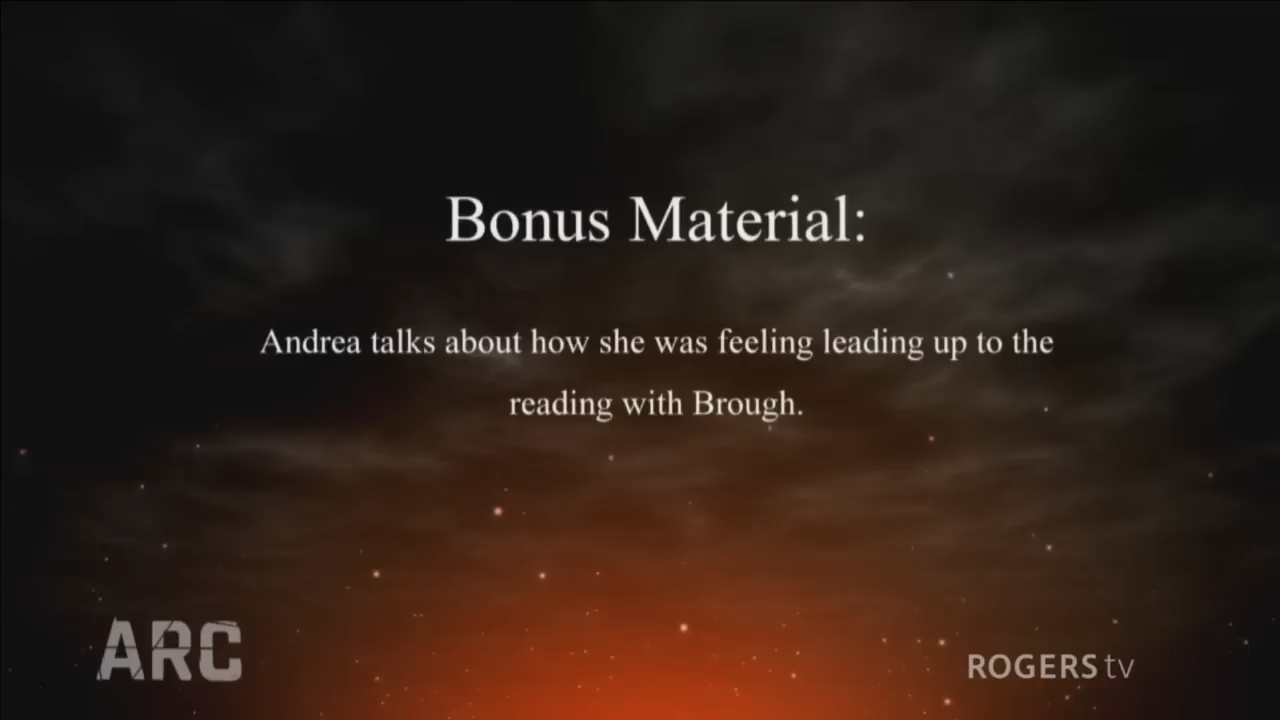 Bonus Material:
Andrea talks about how she was feeling leading up to the
reading with Brough.
ARC
ROGERS tv